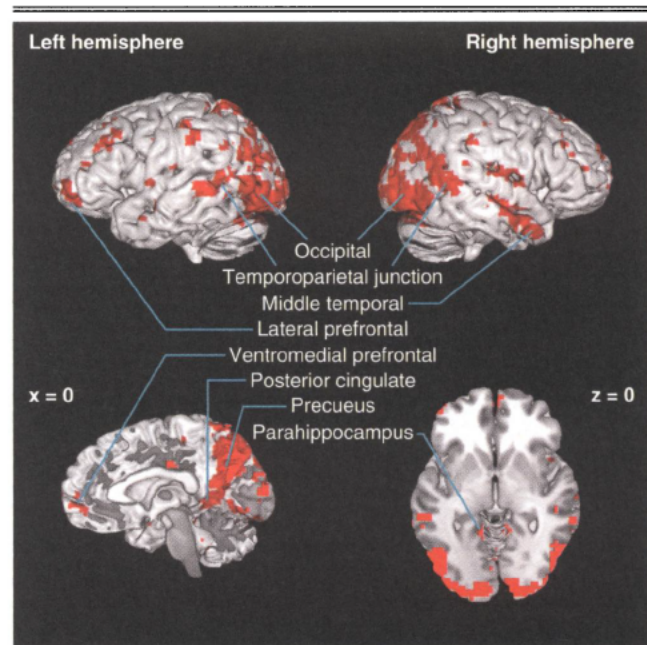 Left hemisphere
Right hemisphere
Occipital
Temporoparietal junction
Middle temporal
Lateral prefrontal
Ventromedial prefrontal
Posterior cingulate
x = 0
z = 0
Precueus
Parahippocampus